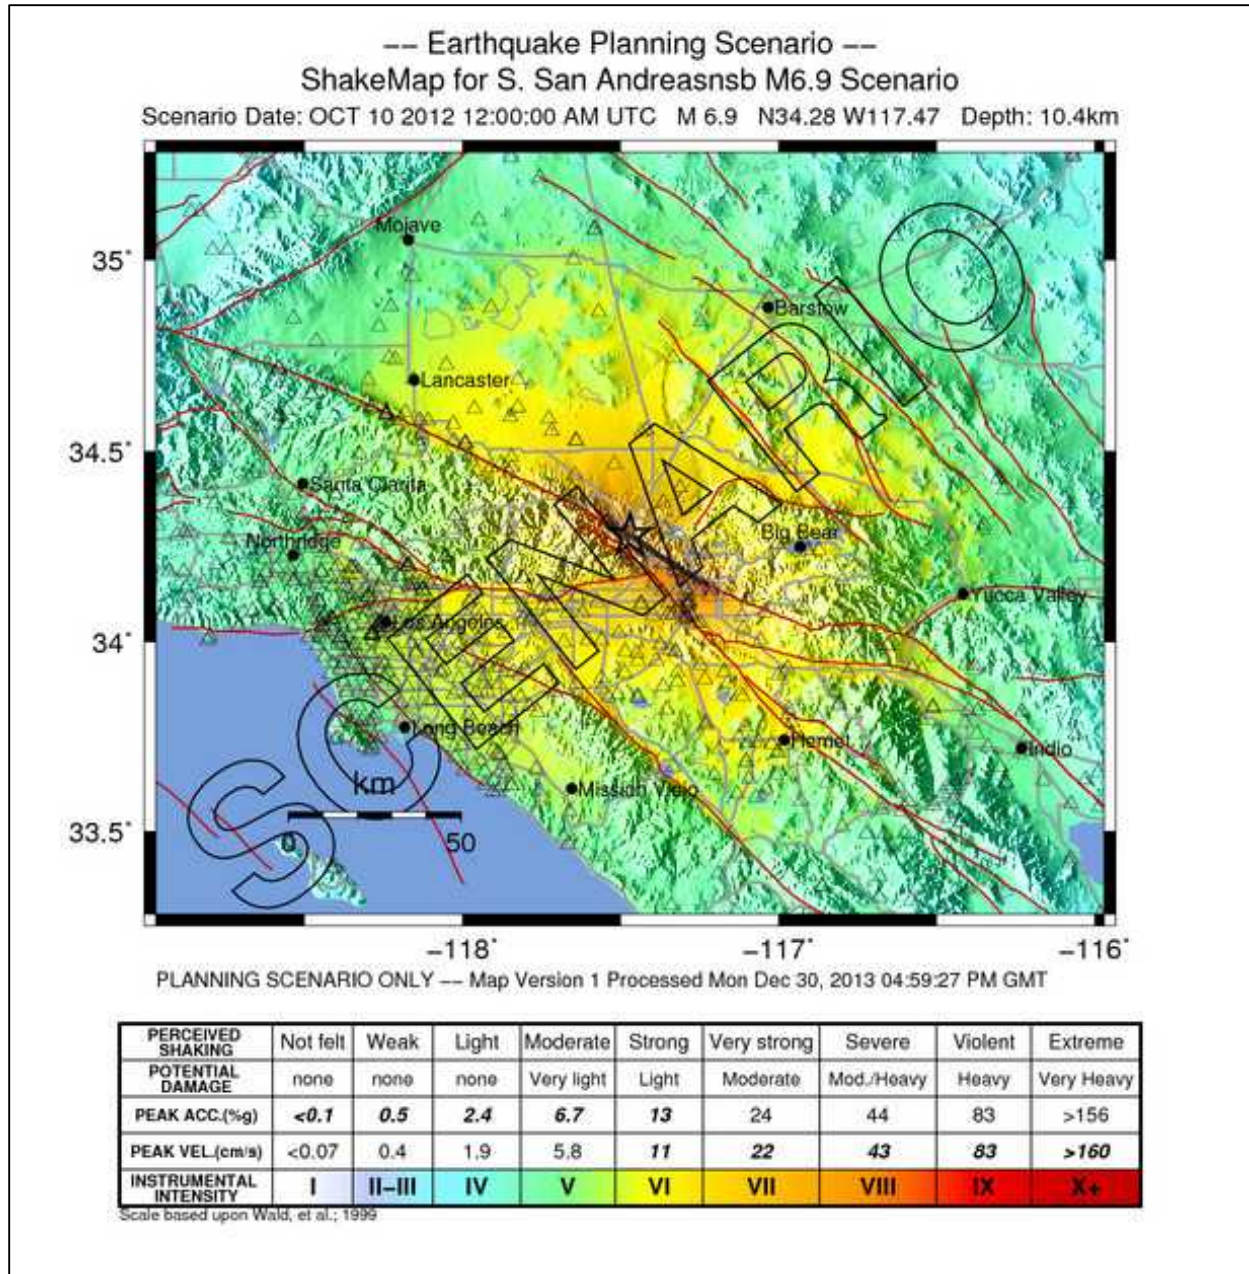 -- Earthquake Planning Scenario --
ShakeMap for S. San Andreasnsb M6.9 Scenario
Scenario Date: OCT 10 2012 12:00:00 AM UTC M 6.9 N34.28 W117.47 Depth: 10.4km
Mojave
35°
Barstow
Lancaster
34.5°
Santa Clarita
Northridge
Big Bear
Yucca Valley
Los Angeles
34°
Long Beach
Hemet
Indio
km
Mission Viejo
33.5°
0 50
SCENARIO
-118° -117° -116°
PLANNING SCENARIO ONLY -- Map Version 1 Processed Mon Dec 30, 2013 04:59:27 PM GMT
PERCEIVED SHAKING Not felt Weak Light Moderate Strong Very strong Severe Violent Extreme
POTENTIAL DAMAGE none none none Very light Light Moderate Mod./Heavy Heavy Very Heavy
PEAK ACC.(%g) <0.1 0.5 2.4 6.7 13 24 44 83 >156
PEAK VEL.(cm/s) <0.07 0.4 1.9 5.8 11 22 43 83 >160
INSTRUMENTAL INTENSITY I II-III IV V VI VII VIII IX X+
Scale based upon Wald, et al.; 1999